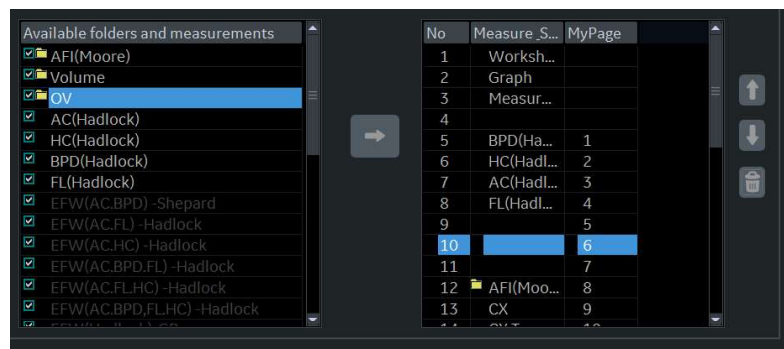 Available folders and measurements
AFI(Moore)
Volume
OV
AC(Hadlock)
HC(Hadlock)
BPD(Hadlock)
FL(Hadlock)
EFW(AC.BPD) -Shepard
EFW(AC.FL) -Hadlock
EFW(AC.HC) -Hadlock
EFW(AC.BPD.FL) -Hadlock
EFW(AC.FL.HC) -Hadlock
EFW(AC.BPD,FL.HC) -Hadlock
No Measure_S... MyPage
1 Worksh...
2 Graph
3 Measur...
4
5 BPD(Ha... 1
6 HC(Hadl... 2
7 AC(Hadl... 3
8 FL(Hadl... 4
9 5
10 6
11 7
12 AFI(Moo... 8
13 CX 9